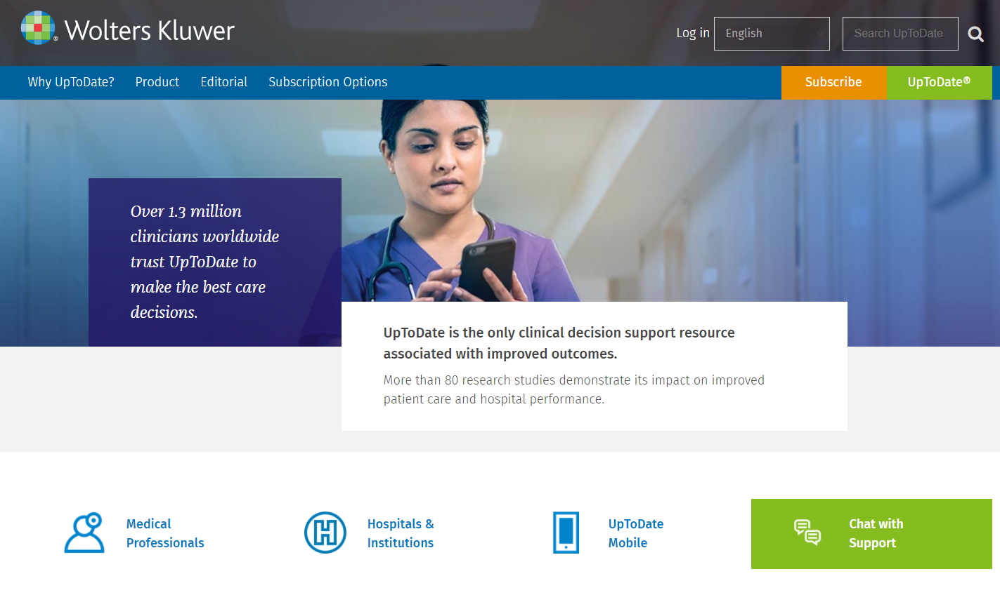 Wolters Kluwer
Log in
English
Search UpToDate
Why UpToDate?
Product
Editorial
Subscription Options
Subscribe
UpToDate®
Over 1.3 million
clinicians worldwide
trust UpToDate to
make the best care
decisions.
UpToDate is the only clinical decision support resource
associated with improved outcomes.
More than 80 research studies demonstrate its impact on improved
patient care and hospital performance.
Medical
Professionals
Hospitals &
Institutions
UpToDate
Mobile
Chat with
Support